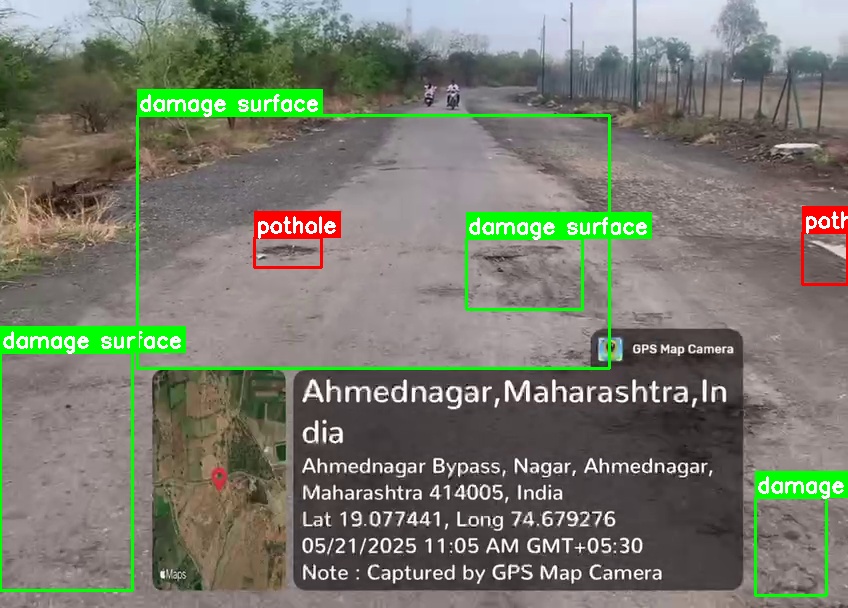 damage surface
pothole
damage surface
poth
damage surface
GPS Map Camera
Ahmednagar,Maharashtra,In
dia
Ahmednagar Bypass, Nagar, Ahmednagar,
Maharashtra 414005, India
Lat 19.077441, Long 74.679276
05/21/2025 11:05 AM GMT+05:30
Note : Captured by GPS Map Camera
damage
Maps